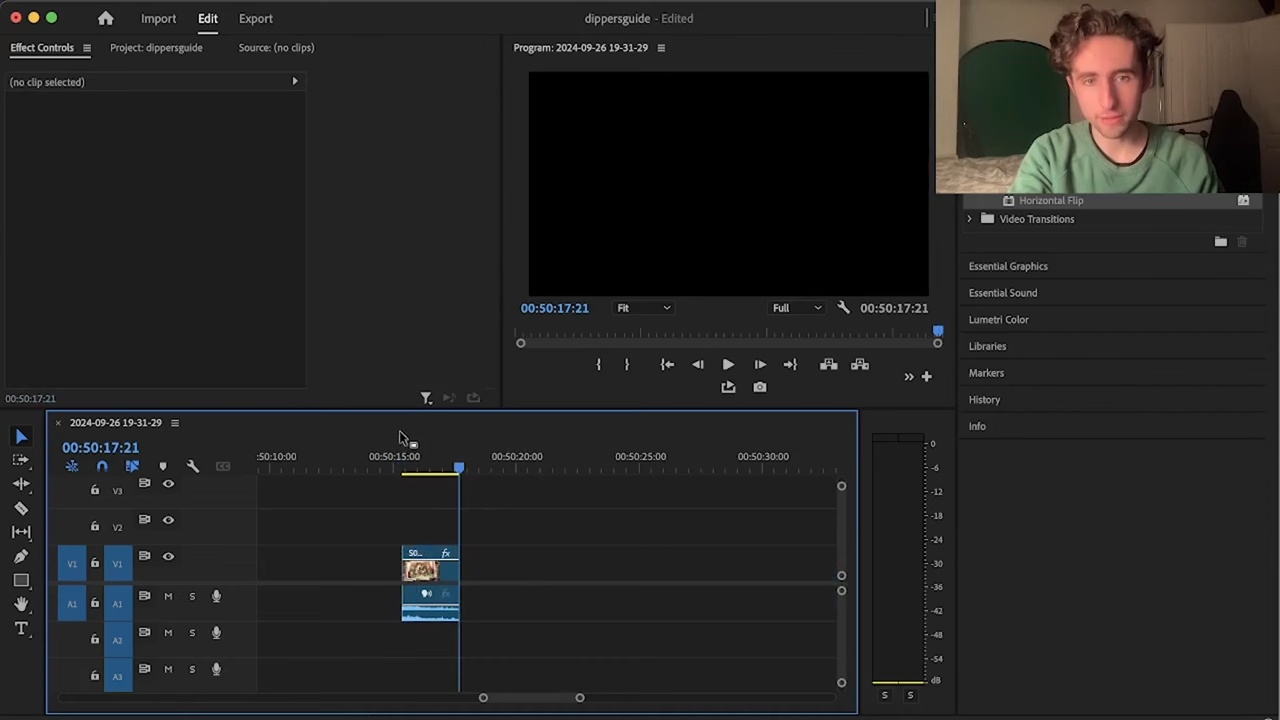 Import Edit Export dippersguide - Edited
Effect Controls Project: dippersguide Source: (no clips) Program: 2024-09-26 19-31-29
(no clip selected)
Horizontal Flip
Video Transitions
Essential Graphics
Essential Sound
Lumetri Color
Libraries
Markers
History
Info
00:50:17:21 Fit Full 00:50:17:21
00:50:17:21
2024-09-26 19-31-29
00:50:17:21
:50:10:00 00:50:15:00 00:50:20:00 00:50:25:00 00:50:30:00
V3
V2
V1 V1 S0... fx
A1 A1 M S fx
A2 M S
A3 M S
0
-6
-12
-18
-24
-30
-36
-42
-48
-54
dB
S S
T